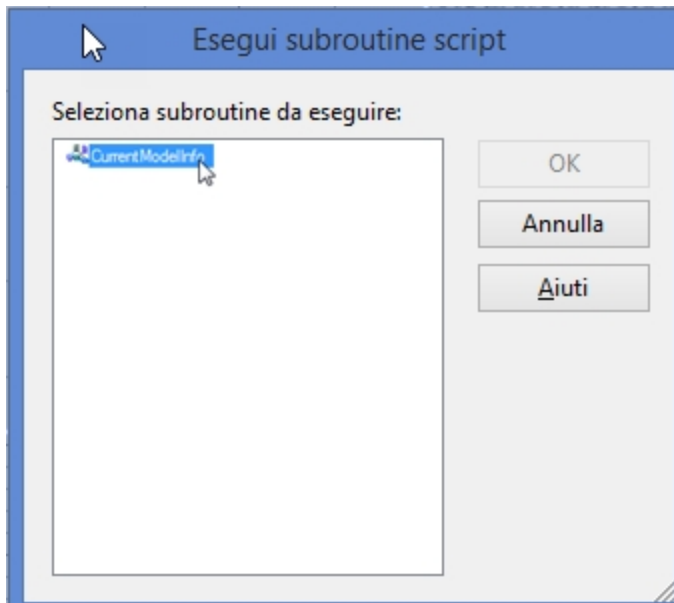 Esegui subroutine script
Seleziona subroutine da eseguire:
CurrentModelInfo
OK
Annulla
Aiuti